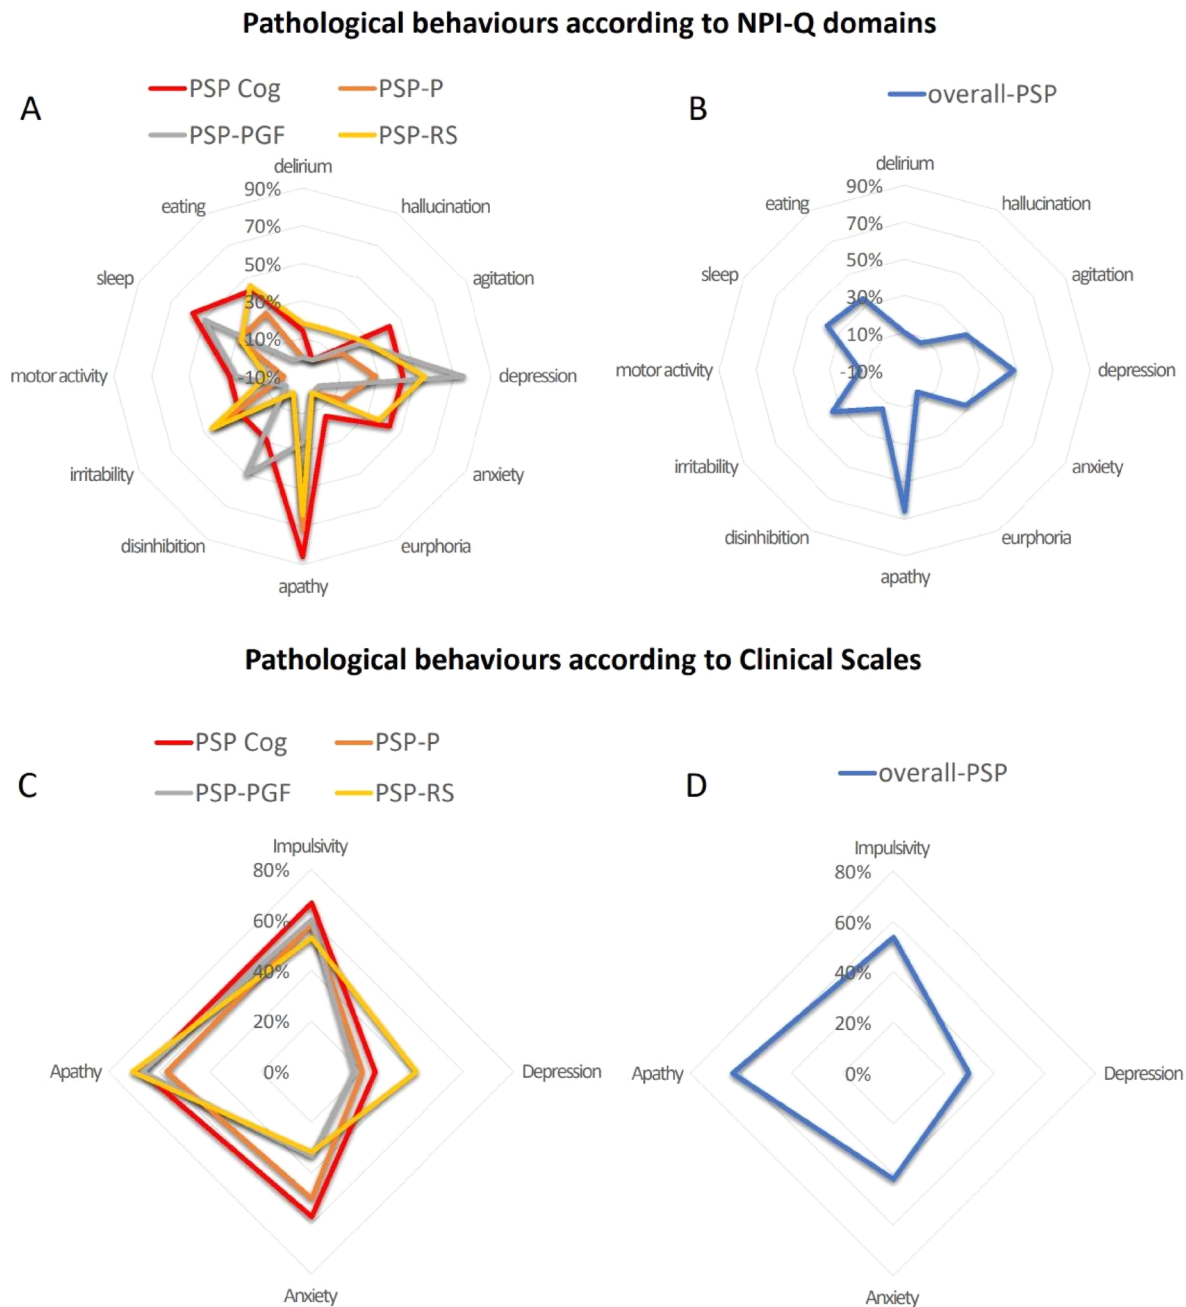 Pathological behaviours according to NPI-Q domains
A
PSP Cog
PSP-P
PSP-PGF
PSP-RS
delirium
hallucination
agitation
depression
anxiety
eurphoria
apathy
disinhibition
irritability
motor activity
sleep
eating
90%
70%
50%
30%
10%
-10%
B
overall-PSP
delirium
hallucination
agitation
depression
anxiety
eurphoria
apathy
disinhibition
irritability
motor activity
sleep
eating
90%
70%
50%
30%
10%
-10%
Pathological behaviours according to Clinical Scales
C
PSP Cog
PSP-P
PSP-PGF
PSP-RS
Impulsivity
80%
60%
40%
20%
0%
Apathy
Depression
Anxiety
D
overall-PSP
Impulsivity
80%
60%
40%
20%
0%
Apathy
Depression
Anxiety